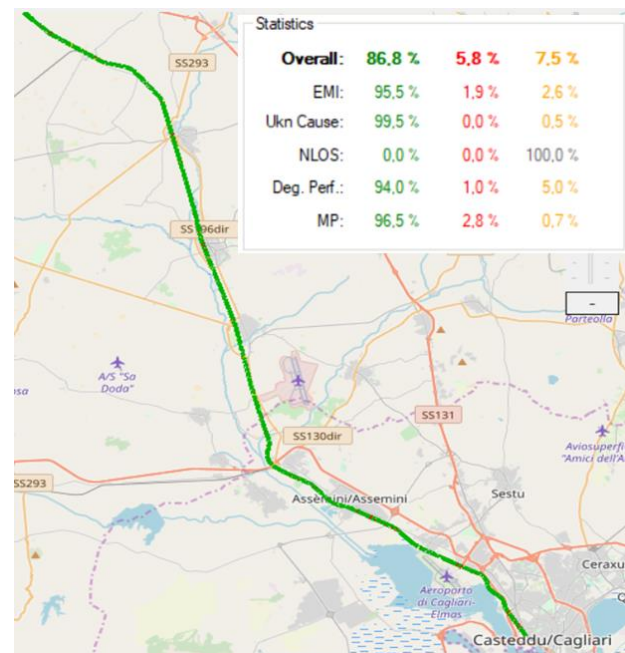 Statistics
Overall: 86,8 % 5,8 % 7,5 %
EMI: 95,5 % 1,9 % 2,6 %
Ukn Cause: 99,5 % 0,0 % 0,5 %
NLOS: 0,0 % 0,0 % 100,0 %
Deg. Perf.: 94,0 % 1,0 % 5,0 %
MP: 96,5 % 2,8 % 0,7 %
SS293
SS196dir
-
Parteolla
A/S "Sa
Doda"
SS131
SS130dir
Aviosuperfi
"Amici dell'A
SS293
Assèmini/Assemini
Sestu
Ceraxu
Aeroporto
di Cagliari-
Elmas
Casteddu/Cagliari